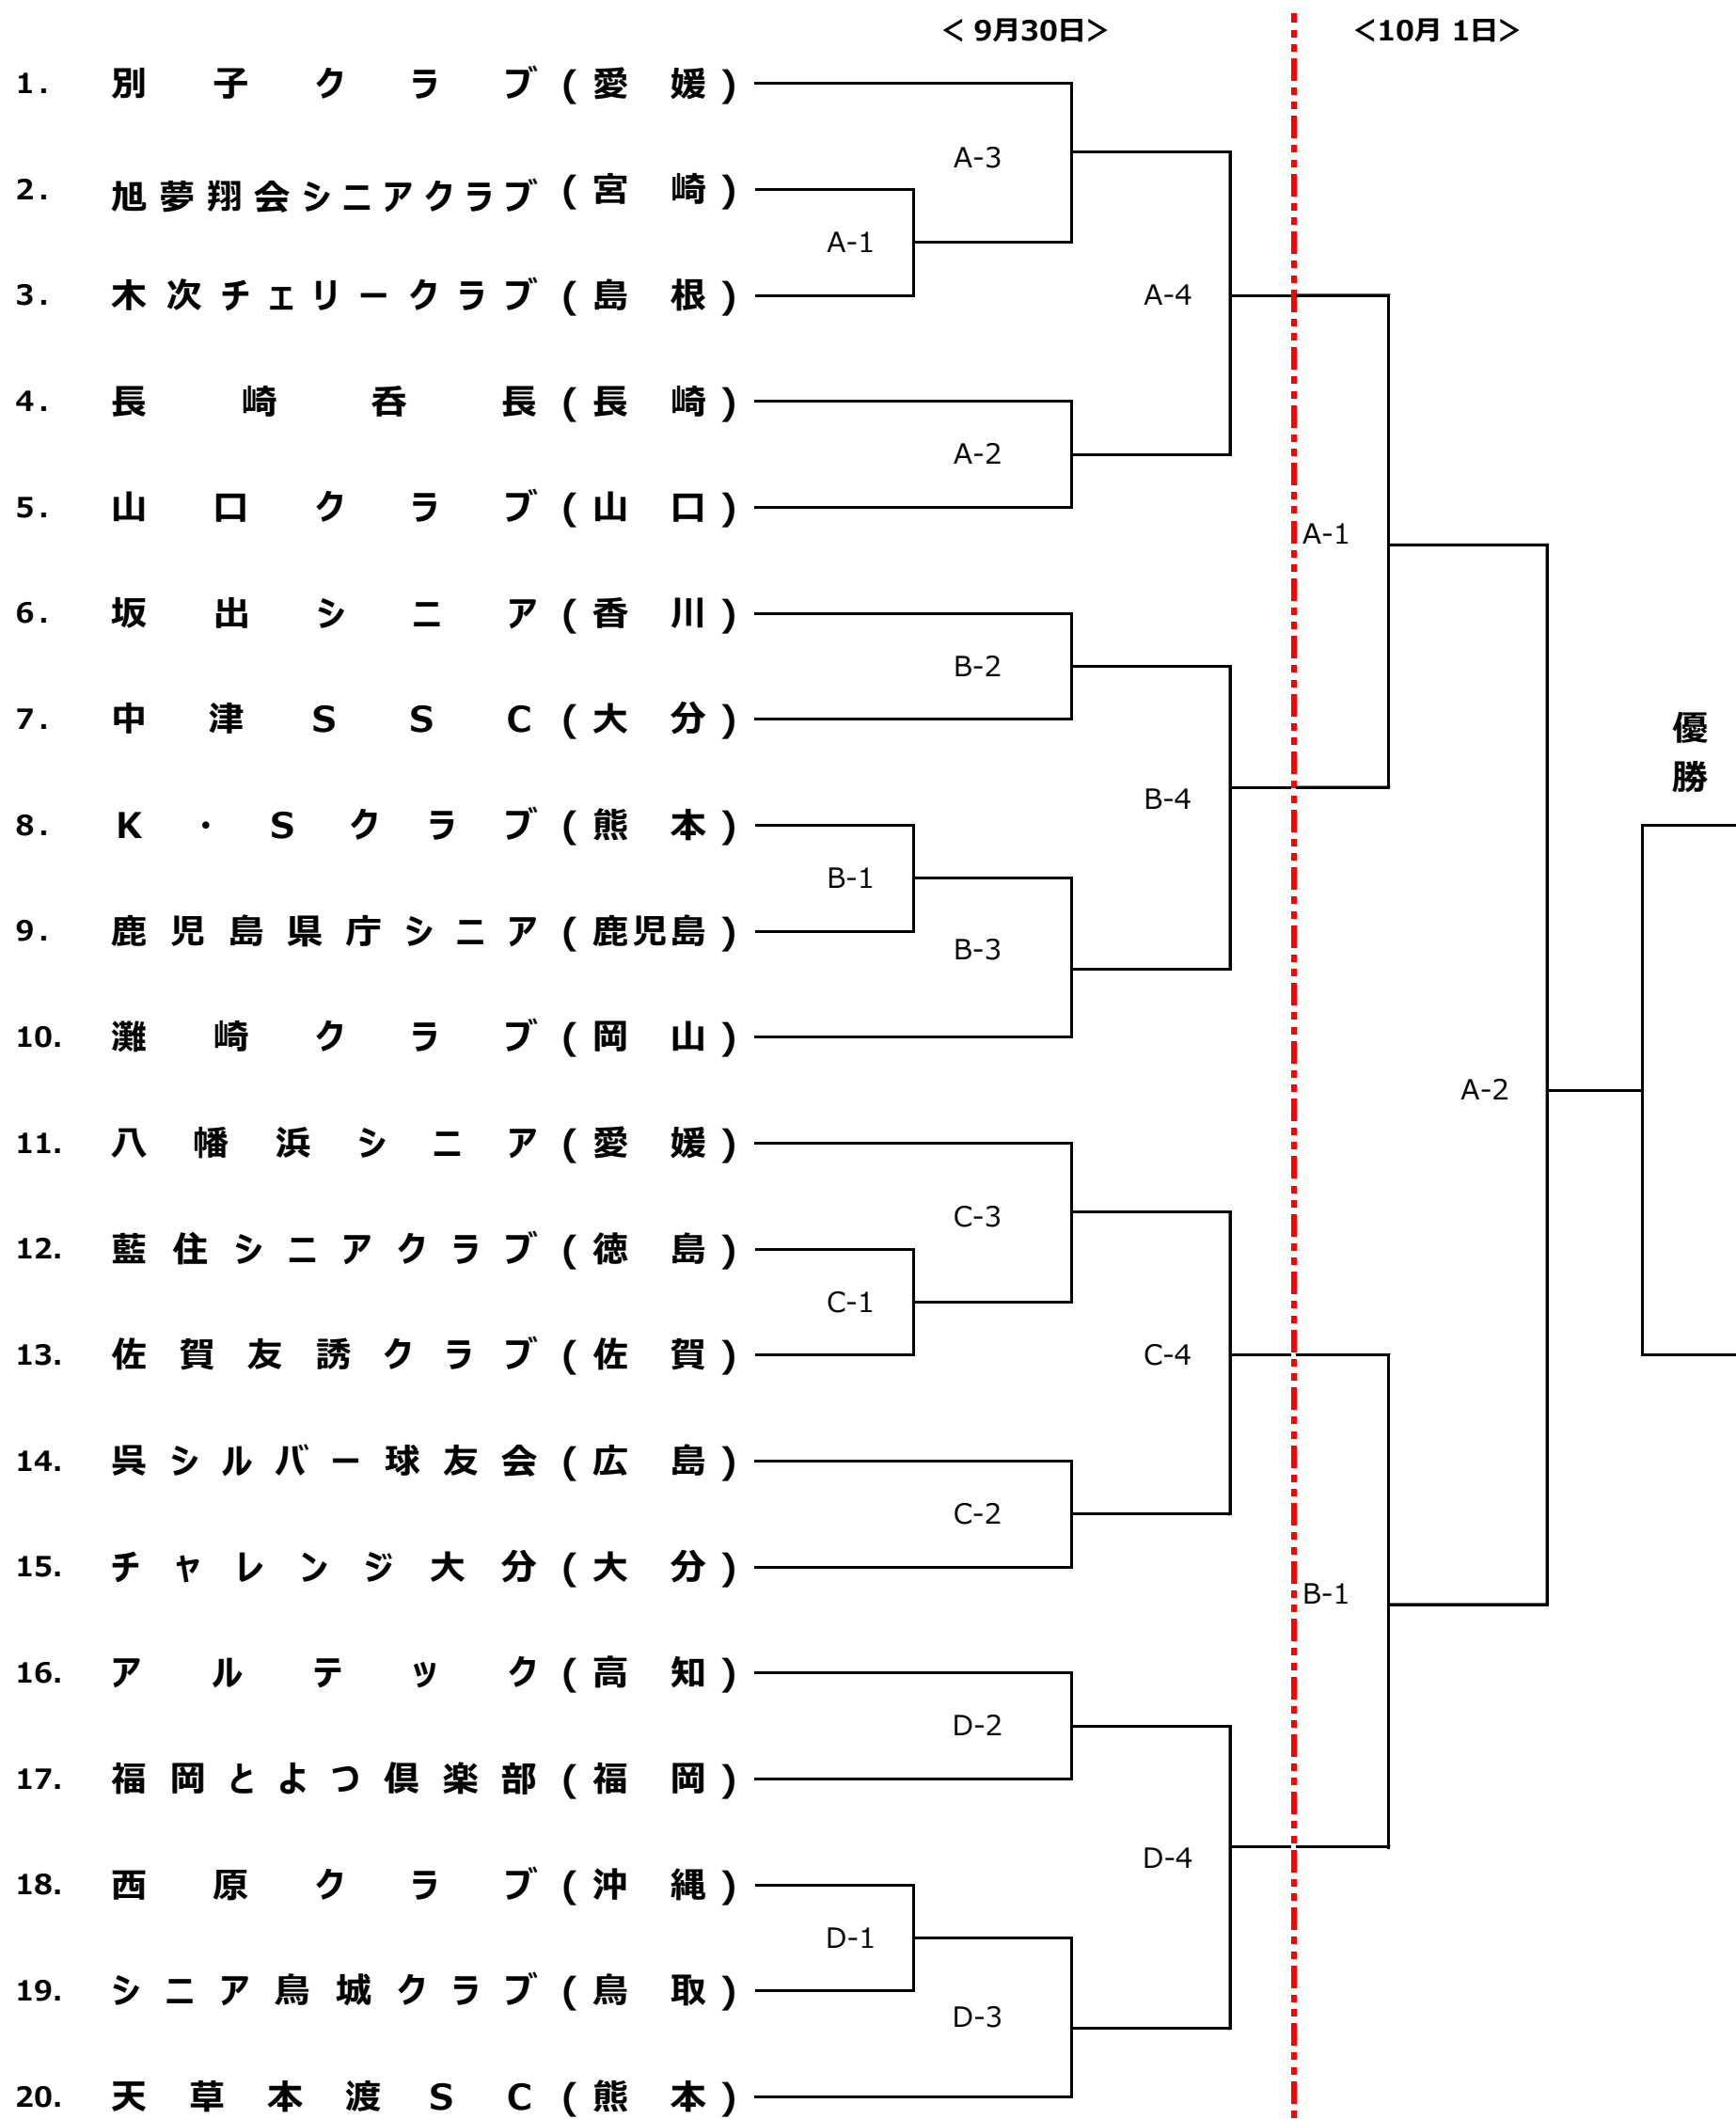 < 9月30日> <10月 1日>
1. 別子クラブ(愛媛)
A-3
2. 旭夢翔会シニアクラブ(宮崎)
A-1
3. 木次チェリークラブ(島根) A-4
4. 長崎呑長(長崎)
A-2
5. 山口クラブ(山口)
A-1
6. 坂出シニア(香川)
B-2
7. 中津SSC(大分)
優
勝
B-4
8. K・Sクラブ(熊本)
B-1
9. 鹿児島県庁シニア(鹿児島)
B-3
10. 灘崎クラブ(岡山)
A-2
11. 八幡浜シニア(愛媛)
C-3
12. 藍住シニアクラブ(徳島)
C-1
13. 佐賀友誘クラブ(佐賀) C-4
14. 呉シルバー球友会(広島)
C-2
15. チャレンジ大分(大分)
B-1
16. アルテック(高知)
D-2
17. 福岡とよつ倶楽部(福岡)
D-4
18. 西原クラブ(沖縄)
D-1
19. シニア鳥城クラブ(鳥取)
D-3
20. 天草本渡SC(熊本)